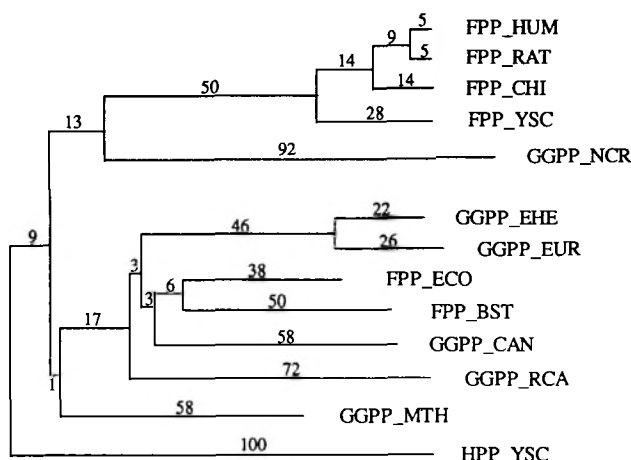 5
FPP_HUM
9
5
FPP_RAT
14
14
FPP_CHI
50
28
FPP_YSC
13
92
GGPP_NCR
22
GGPP_EHE
46
26
GGPP_EUR
9
3
38
FPP_ECO
6
3
50
FPP_BST
17
58
GGPP_CAN
72
GGPP_RCA
1
58
GGPP_MTH
100
HPP_YSC